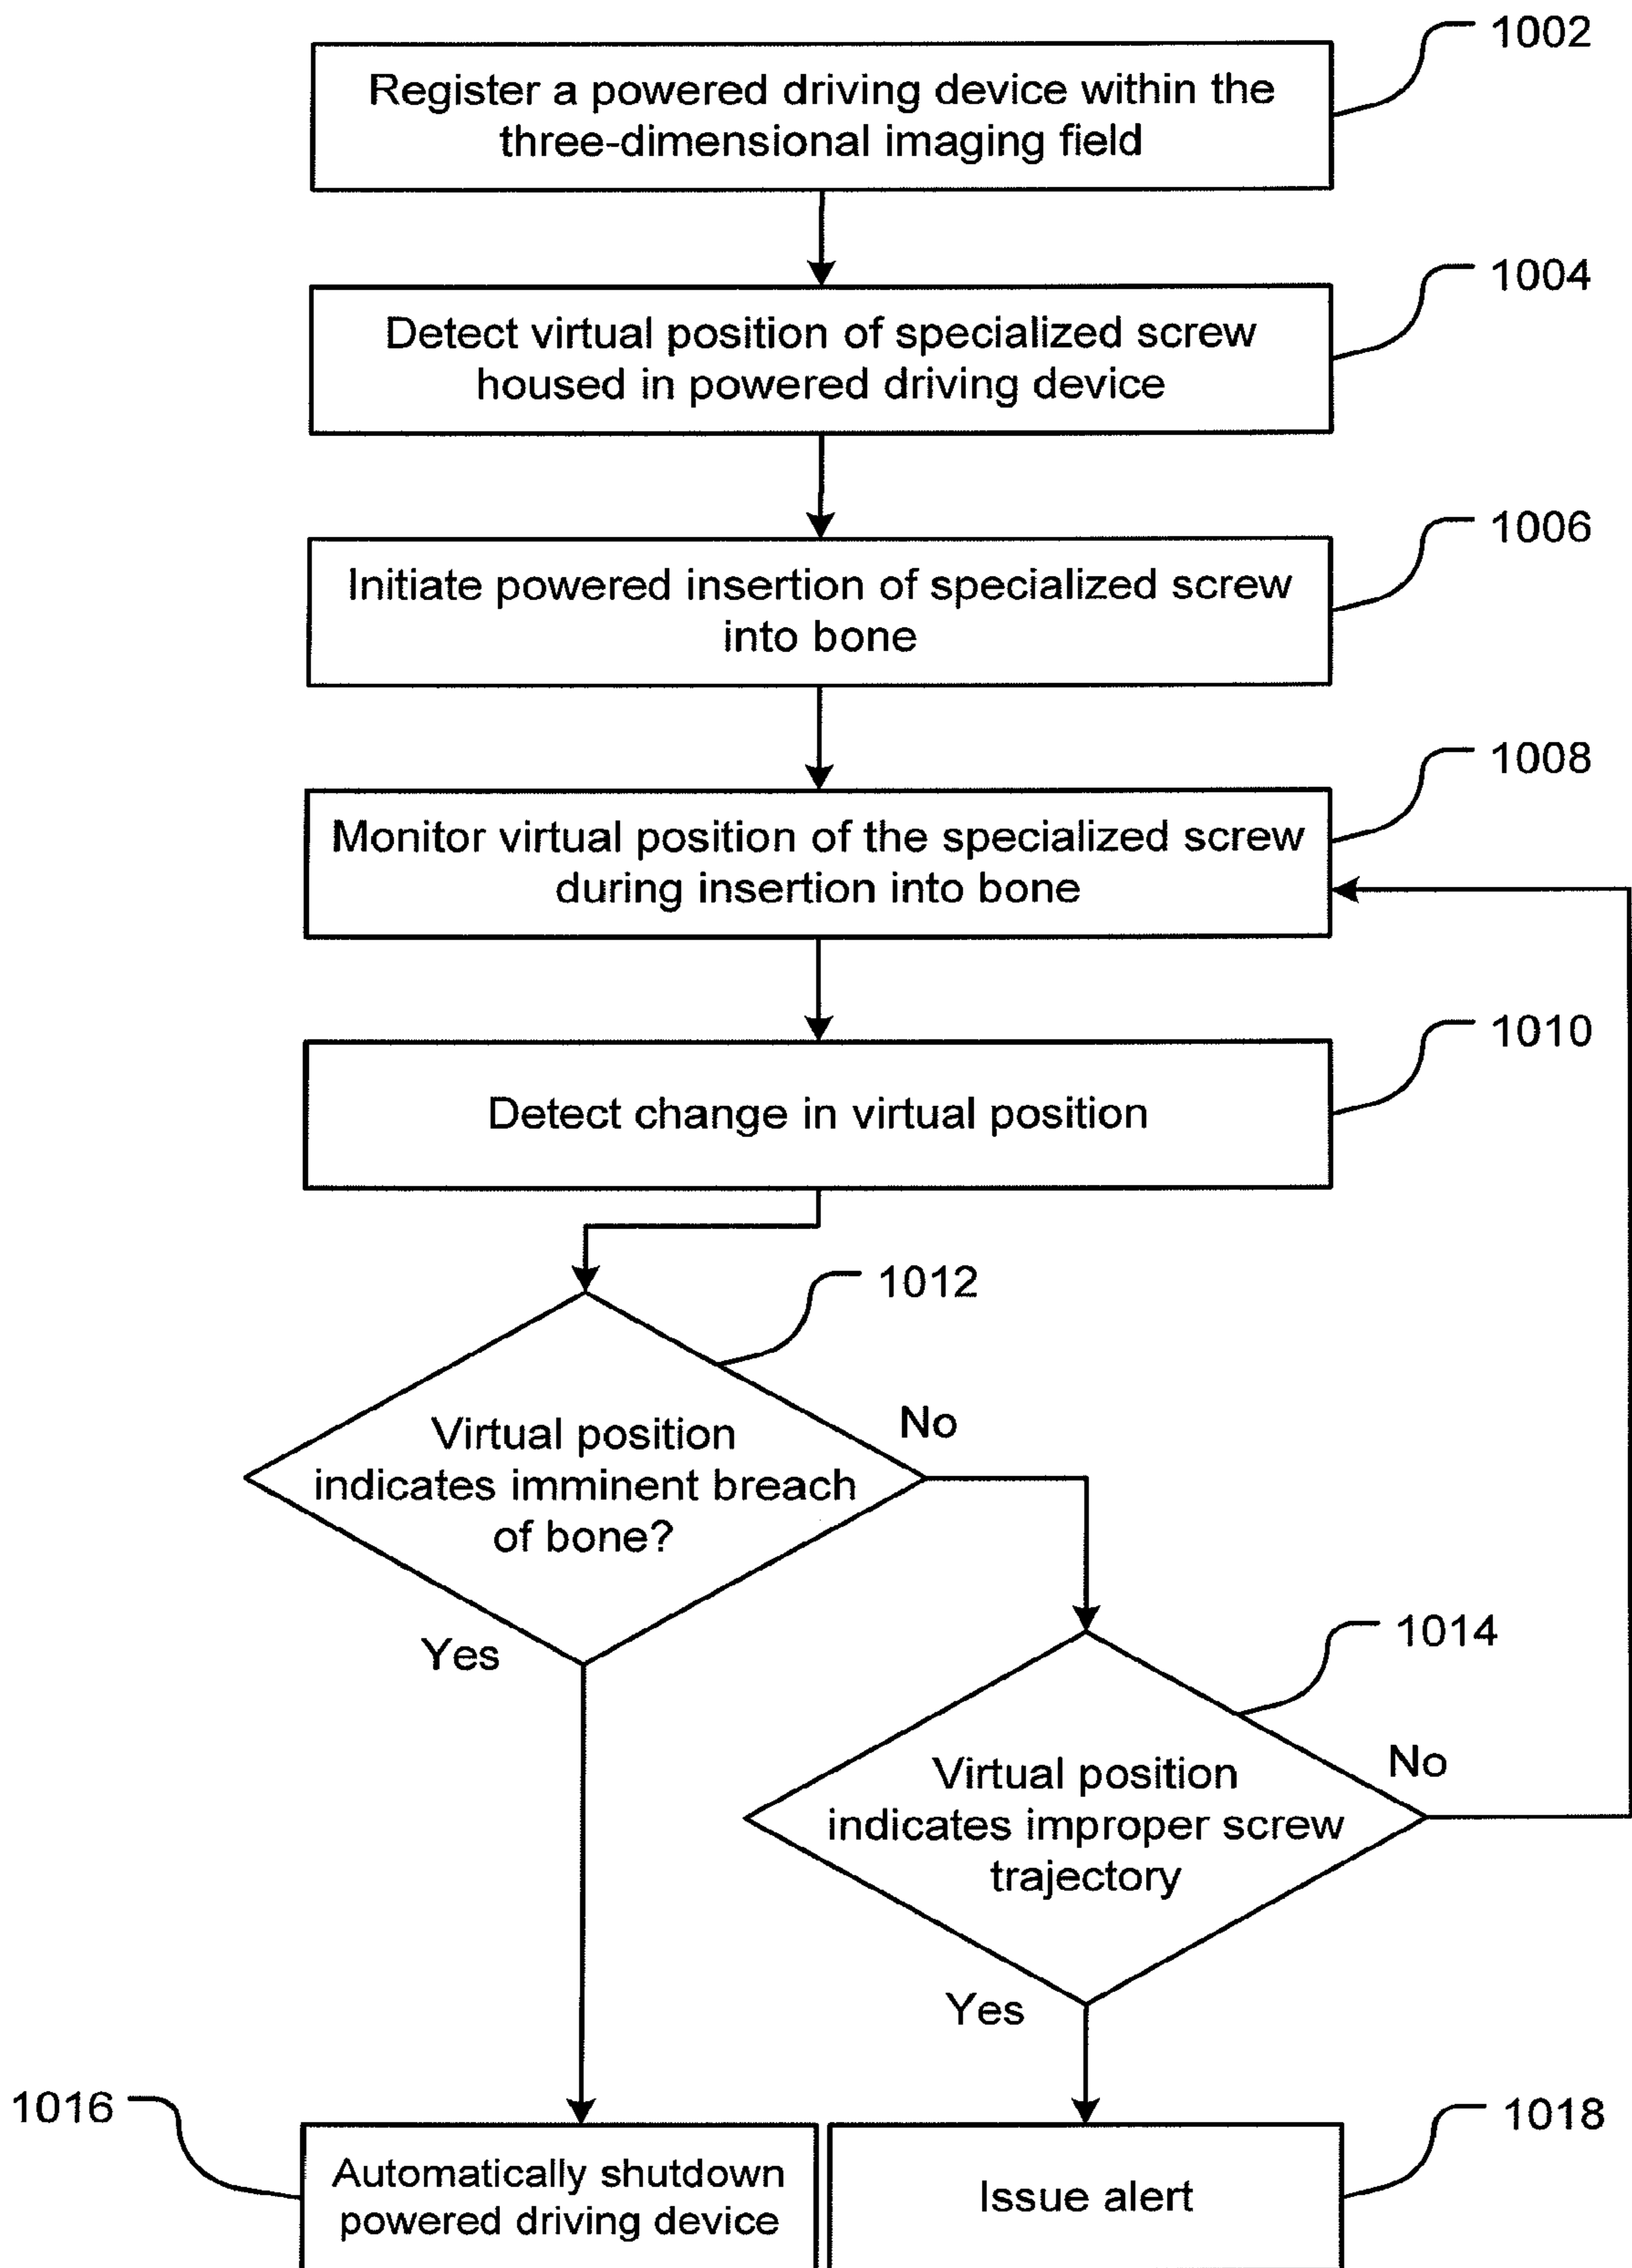 1002
Register a powered driving device within the
three-dimensional imaging field
1004
Detect virtual position of specialized screw
housed in powered driving device
1006
Initiate powered insertion of specialized screw
into bone
1008
Monitor virtual position of the specialized screw
during insertion into bone
1010
Detect change in virtual position
1012
Virtual position
indicates imminent breach
of bone?
No
Yes
1014
Virtual position
indicates improper screw
trajectory
No
Yes
1016
Automatically shutdown
powered driving device
Issue alert
1018